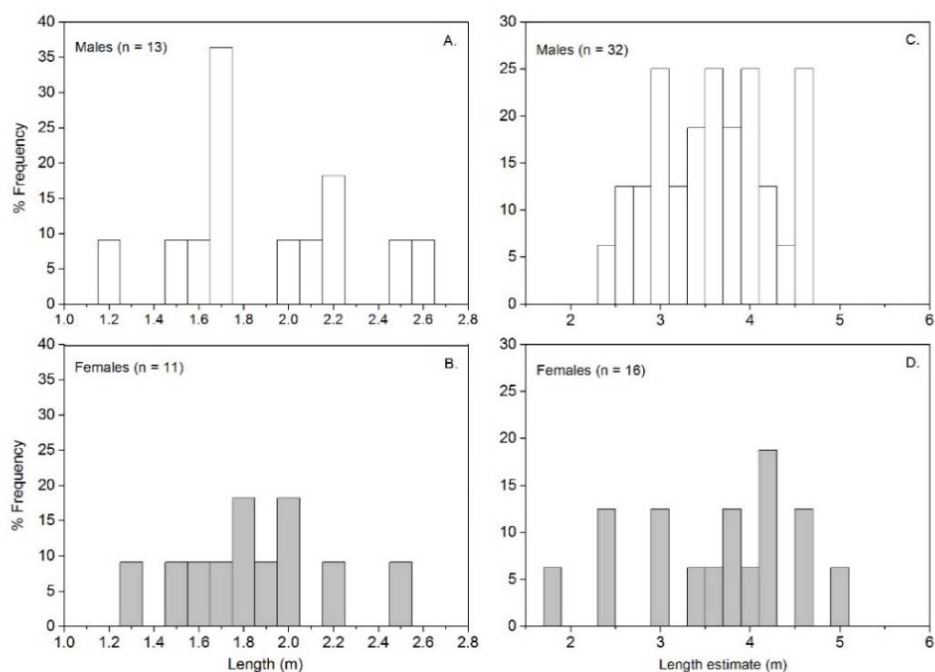 40
35
30
25
20
15
10
5
0
% Frequency
Males (n = 13)
A.
1.0 1.2 1.4 1.6 1.8 2.0 2.2 2.4 2.6 2.8
30
25
20
15
10
5
0
Males (n = 32)
C.
2 3 4 5 6
40
35
30
25
20
15
10
5
0
% Frequency
Females (n = 11)
B.
1.0 1.2 1.4 1.6 1.8 2.0 2.2 2.4 2.6 2.8
Length (m)
30
25
20
15
10
5
0
Females (n = 16)
D.
2 3 4 5 6
Length estimate (m)